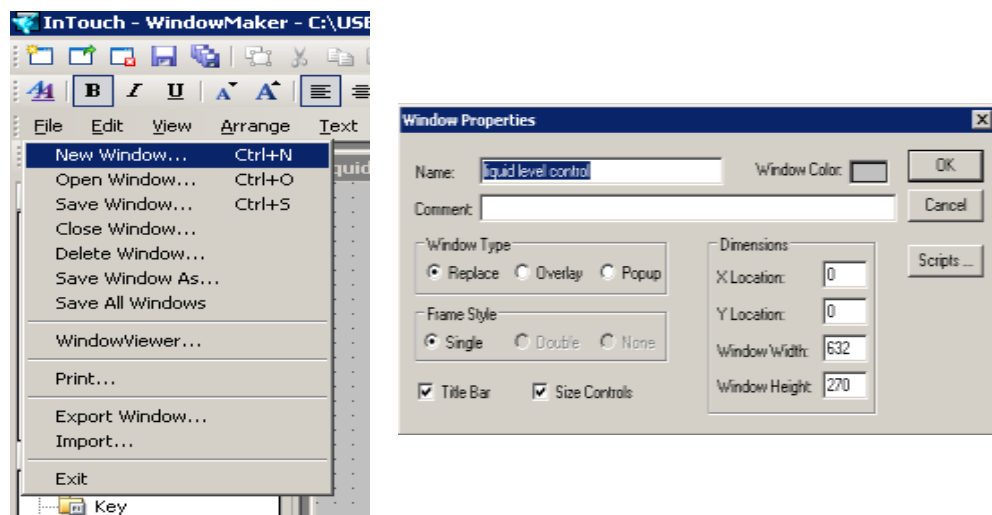 InTouch - WindowMaker - C:\USE
B I U A A
File Edit View Arrange Text
New Window... Ctrl+N
Open Window... Ctrl+O
Save Window... Ctrl+S
Close Window...
Delete Window...
Save Window As...
Save All Windows
WindowViewer...
Print...
Export Window...
Import...
Exit
Key
quid
Window Properties
Name: liquid level control Window Color: OK
Comment: Cancel
Window Type Dimensions Scripts ...
Replace Overlay Popup X Location: 0
Frame Style Y Location: 0
Single Double None Window Width: 632
Title Bar Size Controls Window Height: 270